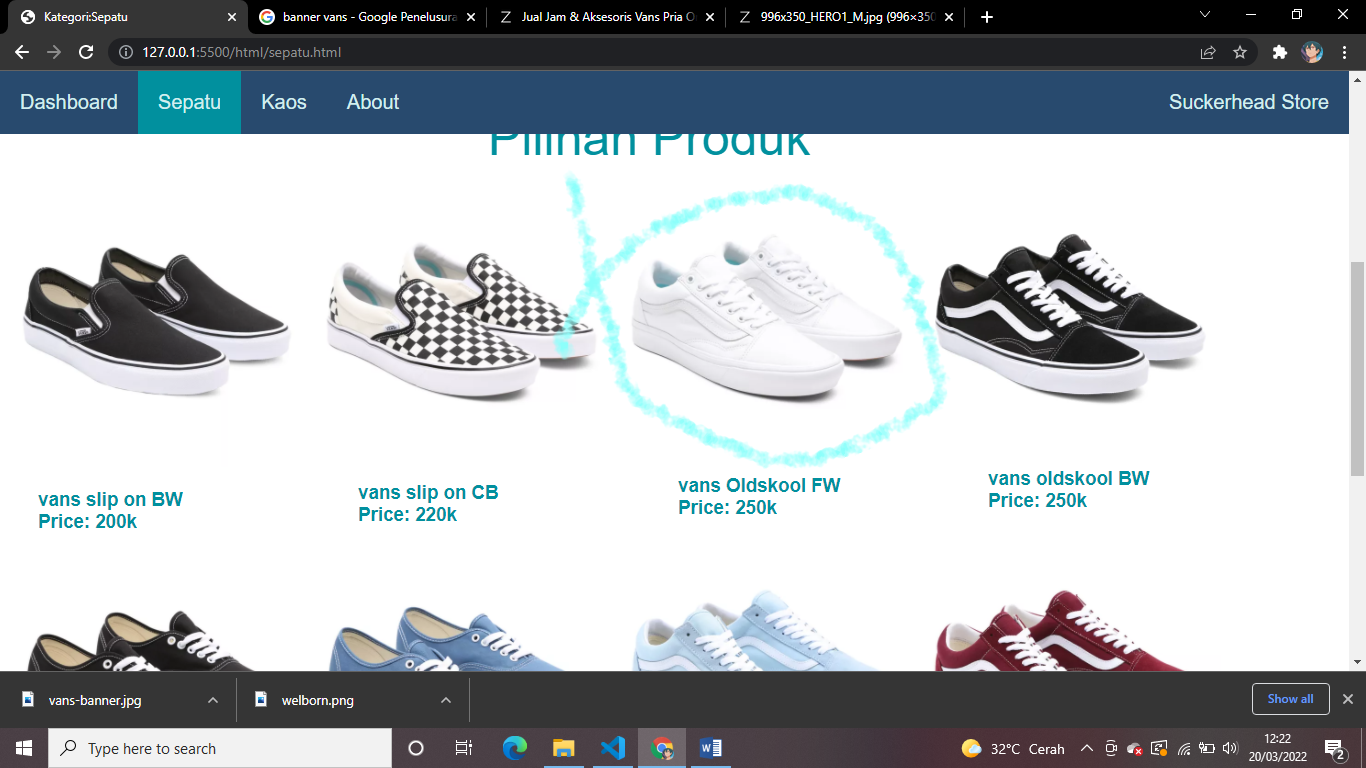 Kategori:Sepatu
banner vans - Google Penelusura
Jual Jam & Aksesoris Vans Pria O
996x350_HERO1_M.jpg (996×350
127.0.0.1:5500/html/sepatu.html
Dashboard
Sepatu
Kaos
About
Suckerhead Store
Pilihan Produk
vans slip on BW
Price: 200k
vans slip on CB
Price: 220k
vans Oldskool FW
Price: 250k
vans oldskool BW
Price: 250k
vans-banner.jpg
welborn.png
Show all
Type here to search
32°C Cerah
12:22
20/03/2022
2